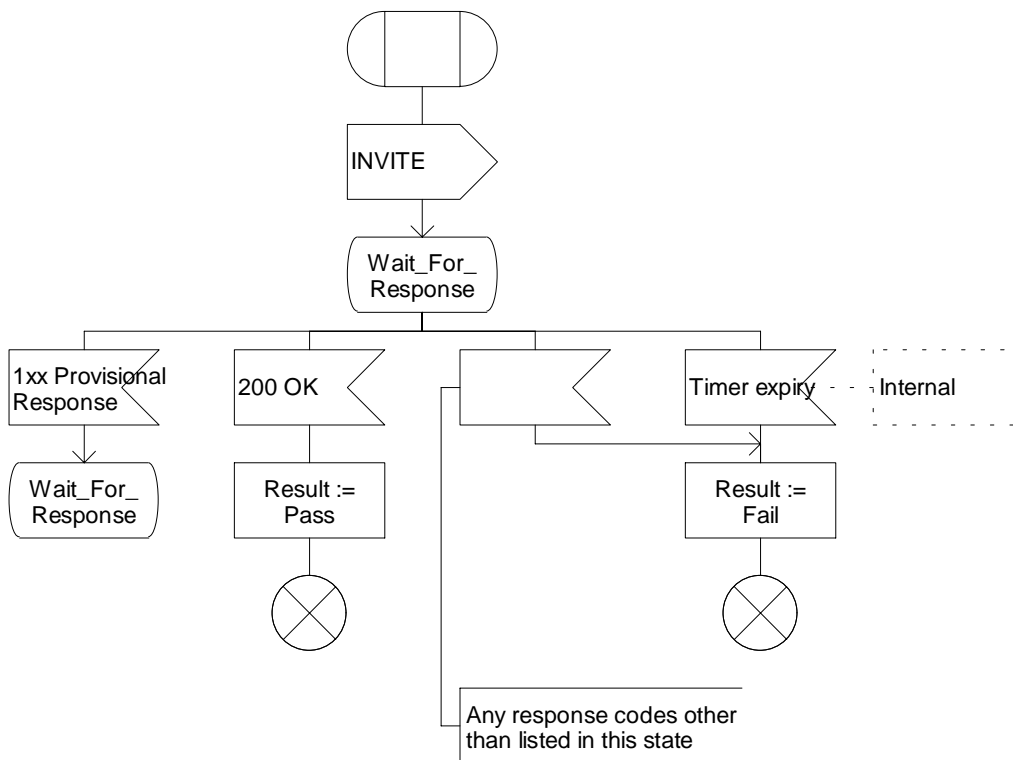 INVITE
Wait_For_
Response
1xx Provisional
Response
200 OK
Timer expiry
Internal
Wait_For_
Response
Result :=
Pass
Result :=
Fail
Any response codes other
than listed in this state